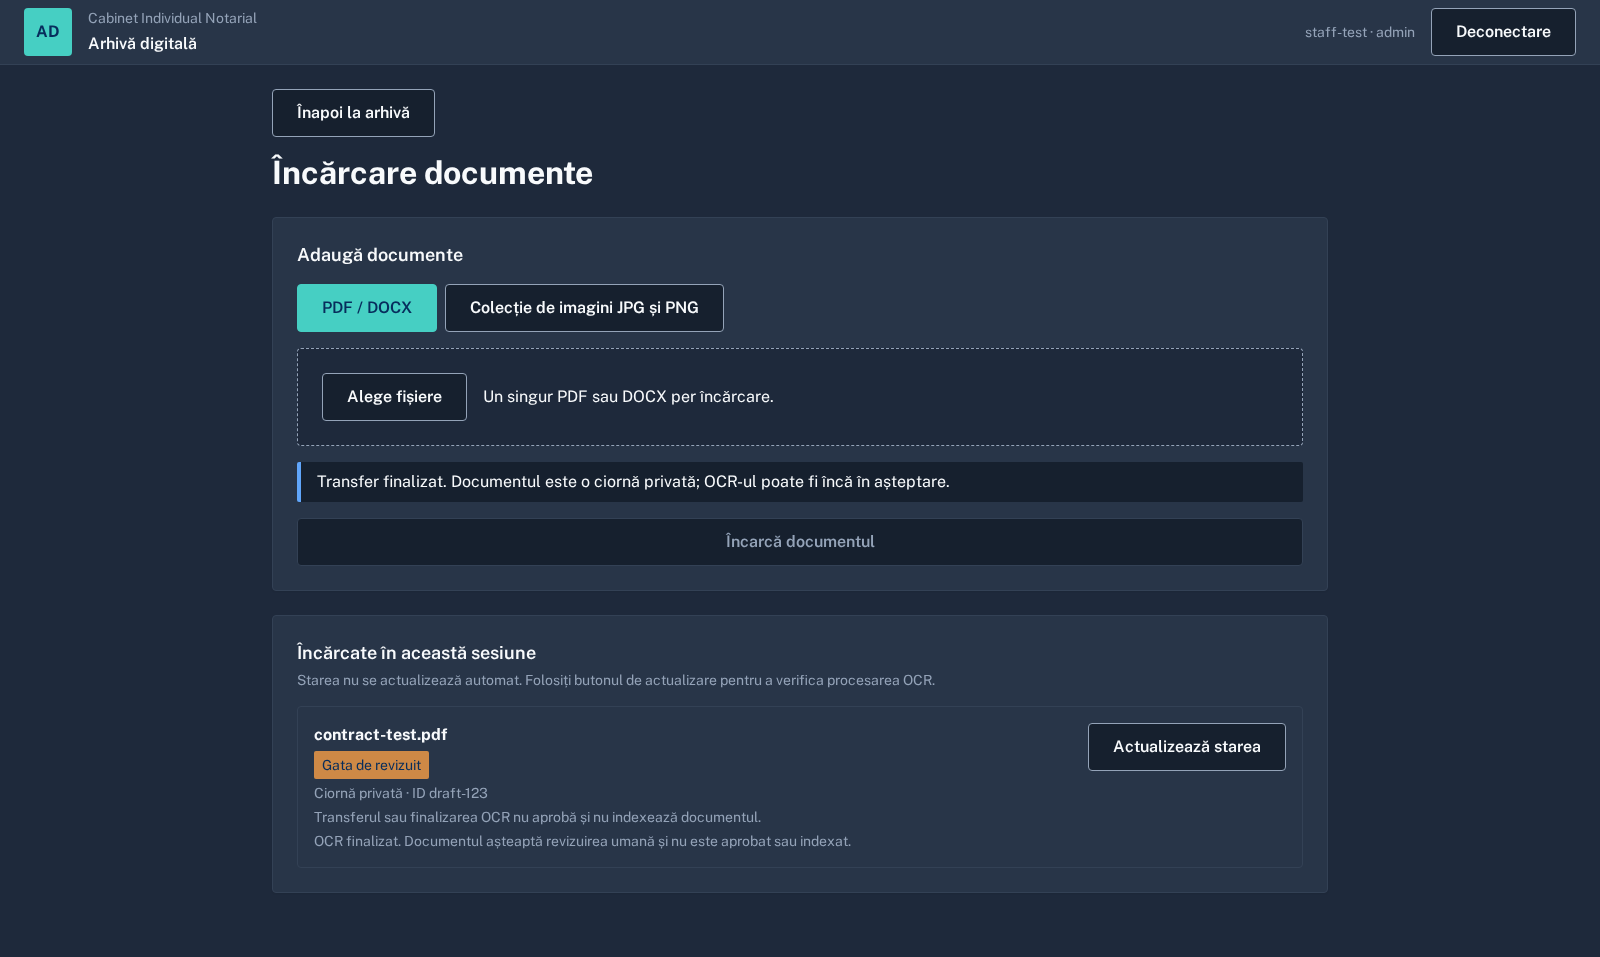 AD
Cabinet Individual Notarial
Arhivă digitală
staff-test · admin
Deconectare
Înapoi la arhivă
Încărcare documente
Adaugă documente
PDF / DOCX
Colecție de imagini JPG și PNG
Alege fișiere
Un singur PDF sau DOCX per încărcare.
Transfer finalizat. Documentul este o ciornă privată; OCR-ul poate fi încă în așteptare.
Încarcă documentul
Încărcate în această sesiune
Starea nu se actualizează automat. Folosiți butonul de actualizare pentru a verifica procesarea OCR.
contract-test.pdf
Actualizează starea
Gata de revizuit
Ciornă privată · ID draft-123
Transferul sau finalizarea OCR nu aprobă și nu indexează documentul.
OCR finalizat. Documentul așteaptă revizuirea umană și nu este aprobat sau indexat.